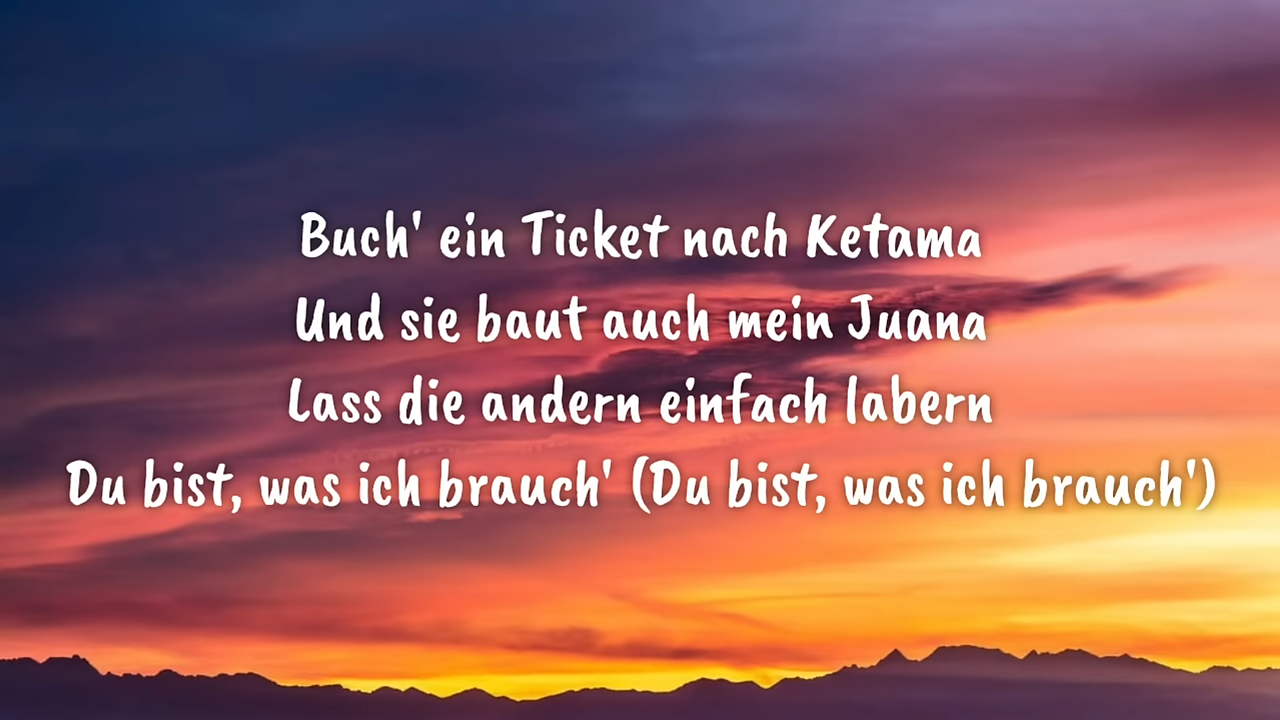 Buch' ein Ticket nach Ketama
Und sie baut auch mein Juana
Lass die andern einfach labern
Du bist, was ich brauch' (Du bist, was ich brauch')